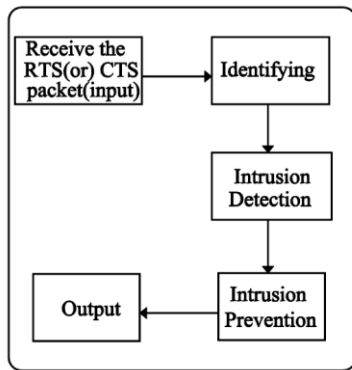 Receive the
RTS(or) CTS
packet(input)
Identifying
Intrusion
Detection
Intrusion
Prevention
Output